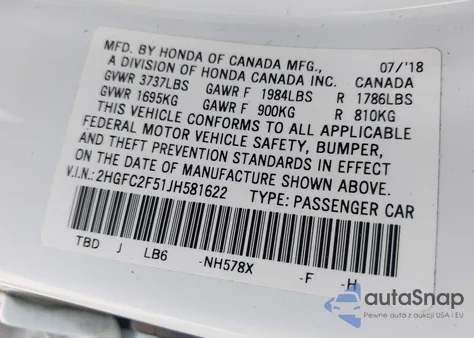 MFD. BY HONDA OF CANADA MFG., 07/'18
A DIVISION OF HONDA CANADA INC. CANADA
GVWR 3737LBS GAWR F 1984LBS R 1786LBS
GVWR 1695KG GAWR F 900KG R 810KG
THIS VEHICLE CONFORMS TO ALL APPLICABLE
FEDERAL MOTOR VEHICLE SAFETY, BUMPER,
AND THEFT PREVENTION STANDARDS IN EFFECT
ON THE DATE OF MANUFACTURE SHOWN ABOVE.
V.I.N.: 2HGFC2F51JH581622 TYPE: PASSENGER CAR
TBD J LB6 -NH578X -F -H
autoSnap
Pewne auta z aukcji USA i EU